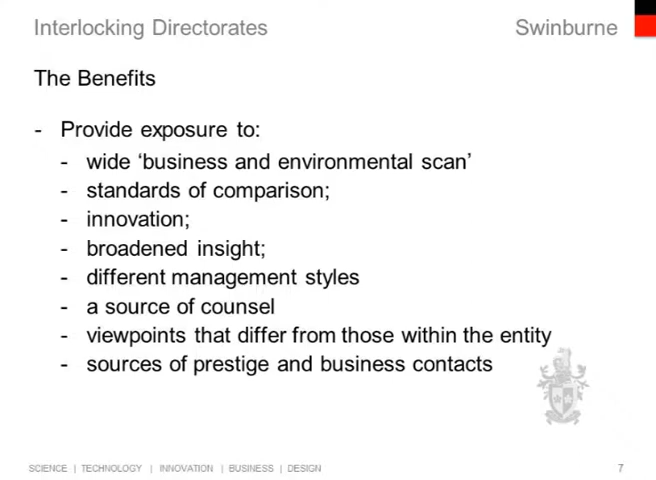 Interlocking Directorates Swinburne
The Benefits
- Provide exposure to:
- wide ‘business and environmental scan’
- standards of comparison;
- innovation;
- broadened insight;
- different management styles
- a source of counsel
- viewpoints that differ from those within the entity
- sources of prestige and business contacts
SCIENCE | TECHNOLOGY | INNOVATION | BUSINESS | DESIGN 7